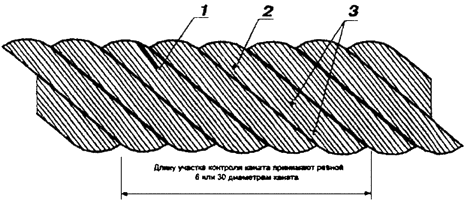 1 2 3
Длину участка контроля каната принимают равной
6 или 30 диаметрам каната